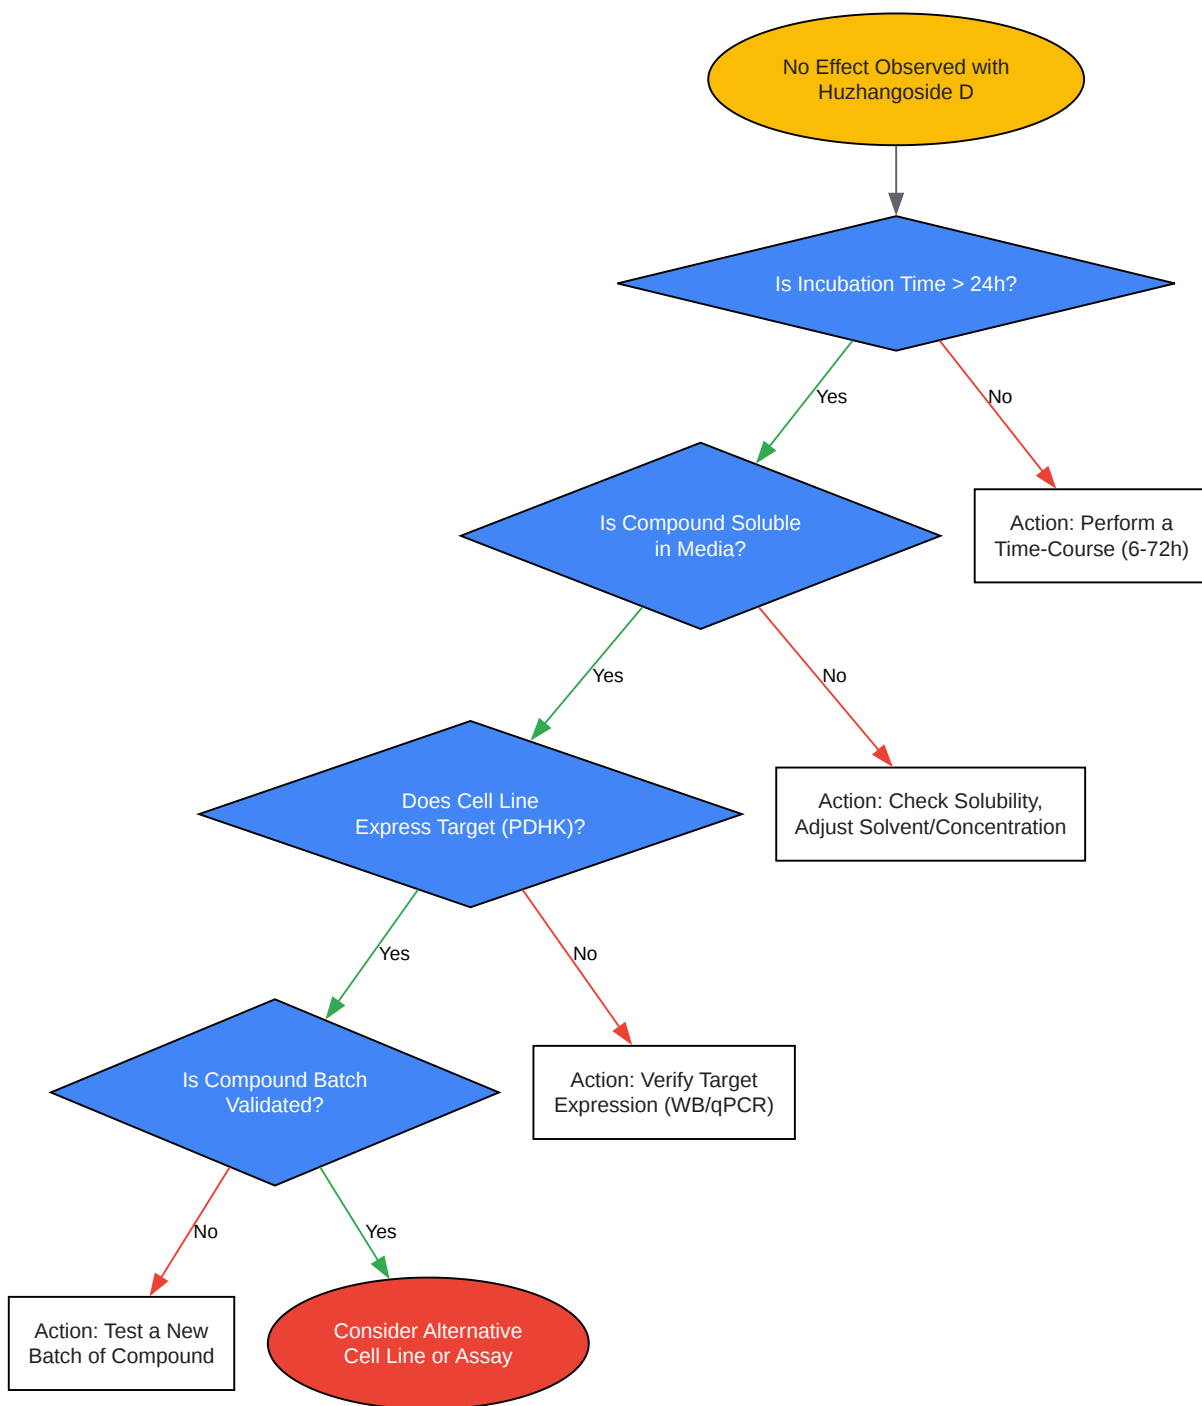 No Effect Observed with
Huzhangoside D
Is Incubation Time > 24h?
Yes
No
Is Compound Soluble
in Media?
Action: Perform a
Time-Course (6-72h)
Yes
No
Does Cell Line
Express Target (PDHK)?
Action: Check Solubility,
Adjust Solvent/Concentration
Yes
No
Is Compound Batch
Validated?
Action: Verify Target
Expression (WB/qPCR)
No
Yes
Action: Test a New
Batch of Compound
Consider Alternative
Cell Line or Assay